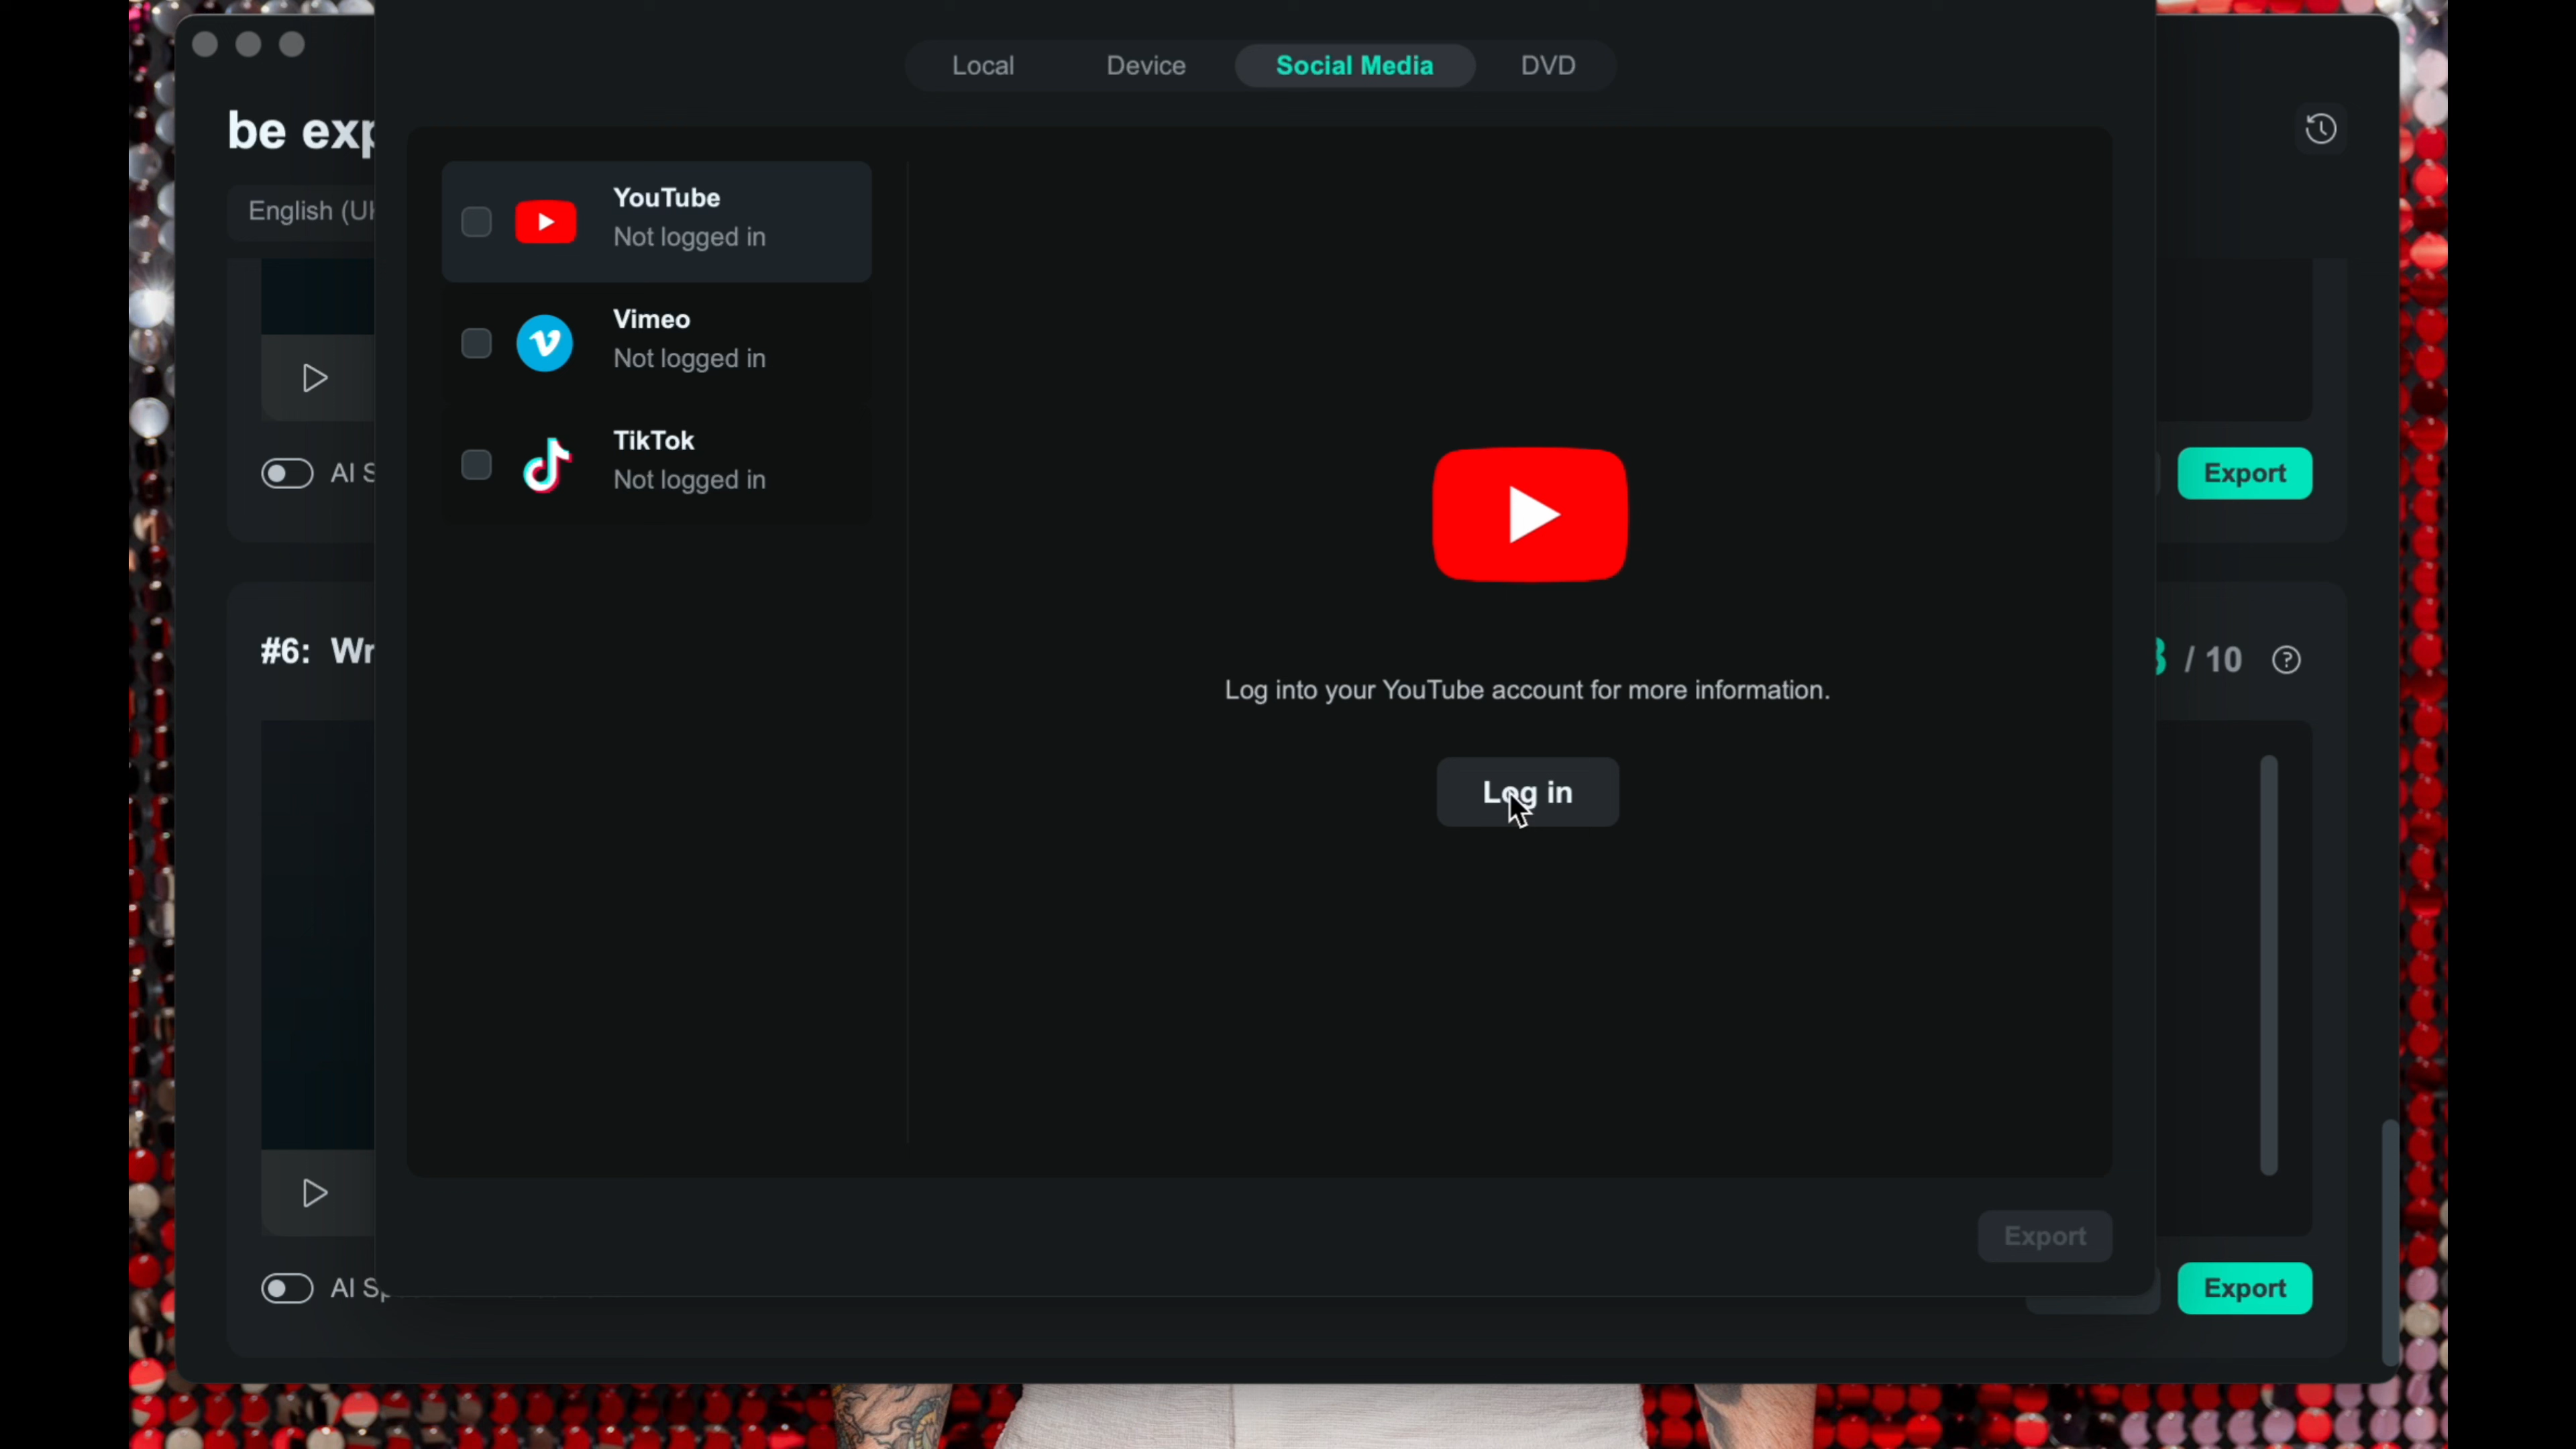 Local Device Social Media DVD
be exp
English (U
YouTube
Not logged in
Vimeo
Not logged in
TikTok
Not logged in
AI S
Export
Log into your YouTube account for more information.
Log in
#6: Wr
/ 10
Export
AI Sp
Export